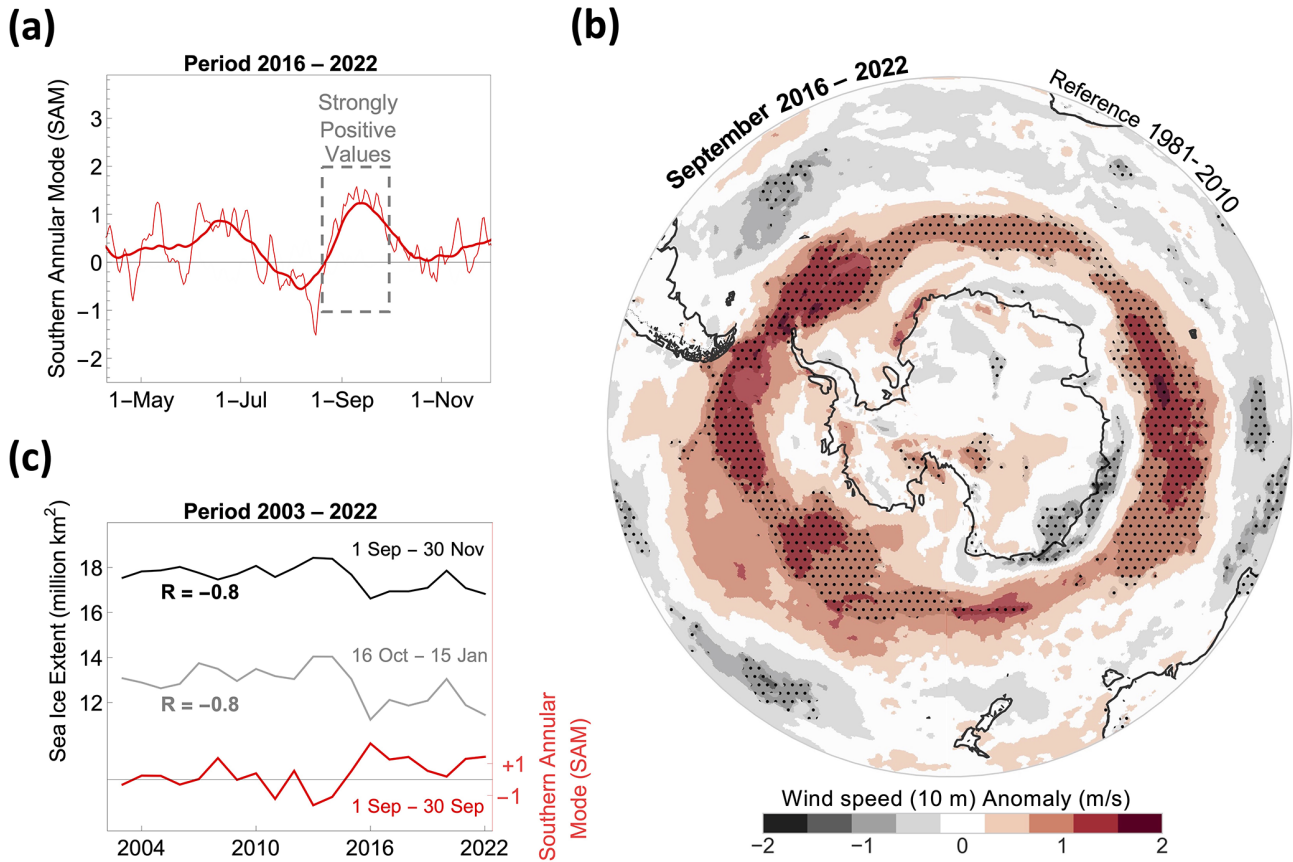 (a)
Period 2016 – 2022
Southern Annular Mode (SAM)
Strongly
Positive
Values
3
2
1
0
−1
−2
1–May
1–Jul
1–Sep
1–Nov
(b)
September 2016 – 2022
Reference 1981-2010
Wind speed (10 m) Anomaly (m/s)
−2
−1
0
1
2
(c)
Period 2003 – 2022
Sea Ice Extent (million km²)
18
16
14
12
1 Sep – 30 Nov
R = −0.8
16 Oct – 15 Jan
R = −0.8
1 Sep – 30 Sep
+1
−1
Southern Annular
Mode (SAM)
2004
2010
2016
2022